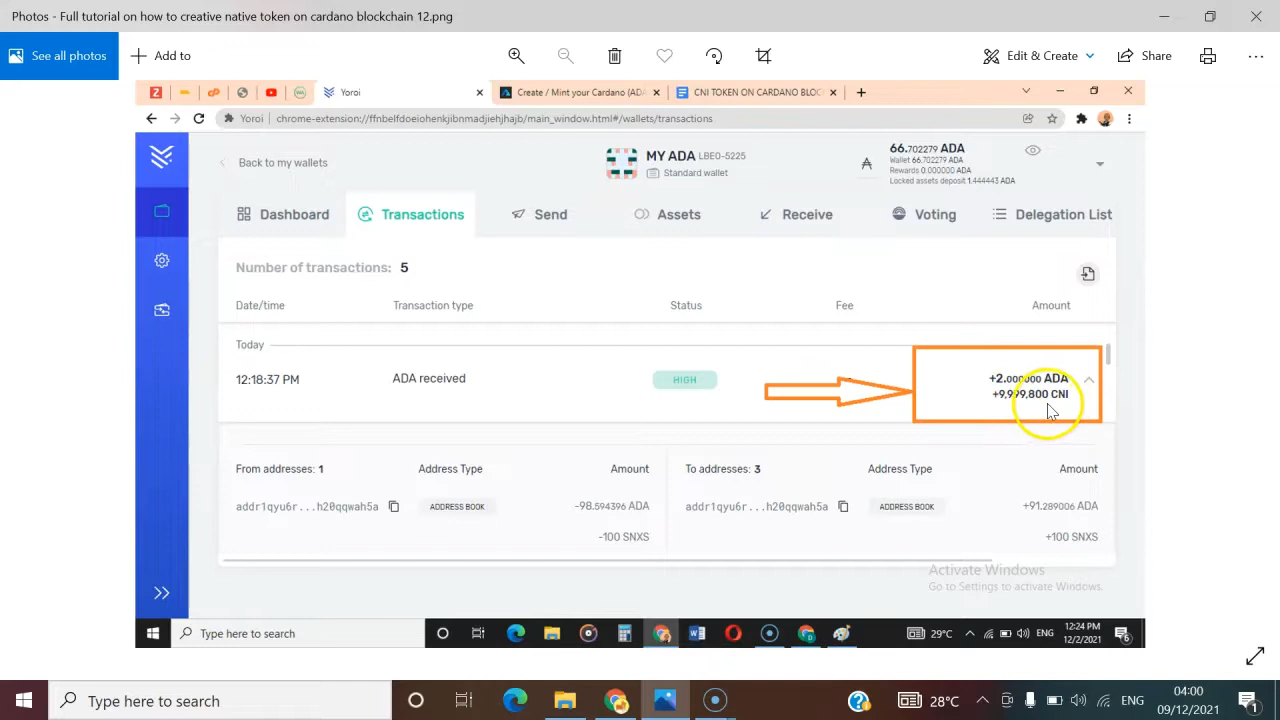 Photos - Full tutorial on how to creative native token on cardano blockchain 12.png
See all photos
Add to
Edit & Create
Share
Yoroi
Create / Mint your Cardano (ADA
CNI TOKEN ON CARDANO BLOC
Yoroi
chrome-extension://ffnbelfdoeiohenkjibnmadjiehjhajb/main_window.html#/wallets/transactions
Back to my wallets
MY ADA LBE0-5225
Standard wallet
66.702279 ADA
Wallet 66.702279 ADA
Rewards 0.000000 ADA
Locked assets deposit 1.444443 ADA
Dashboard
Transactions
Send
Assets
Receive
Voting
Delegation List
Number of transactions: 5
Date/time
Transaction type
Status
Fee
Amount
Today
12:18:37 PM
ADA received
HIGH
-
+2.000000 ADA
+9,999,800 CNI
From addresses: 1
Address Type
Amount
To addresses: 3
Address Type
Amount
addr1qyu6r...h20qqwah5a
ADDRESS BOOK
-98.594396 ADA
addr1qyu6r...h20qqwah5a
ADDRESS BOOK
+91.289006 ADA
-100 SNXS
+100 SNXS
Activate Windows
Go to Settings to activate Windows.
Type here to search
29°C
ENG
12:24 PM
12/2/2021
6
Type here to search
28°C
ENG
04:00
09/12/2021
1